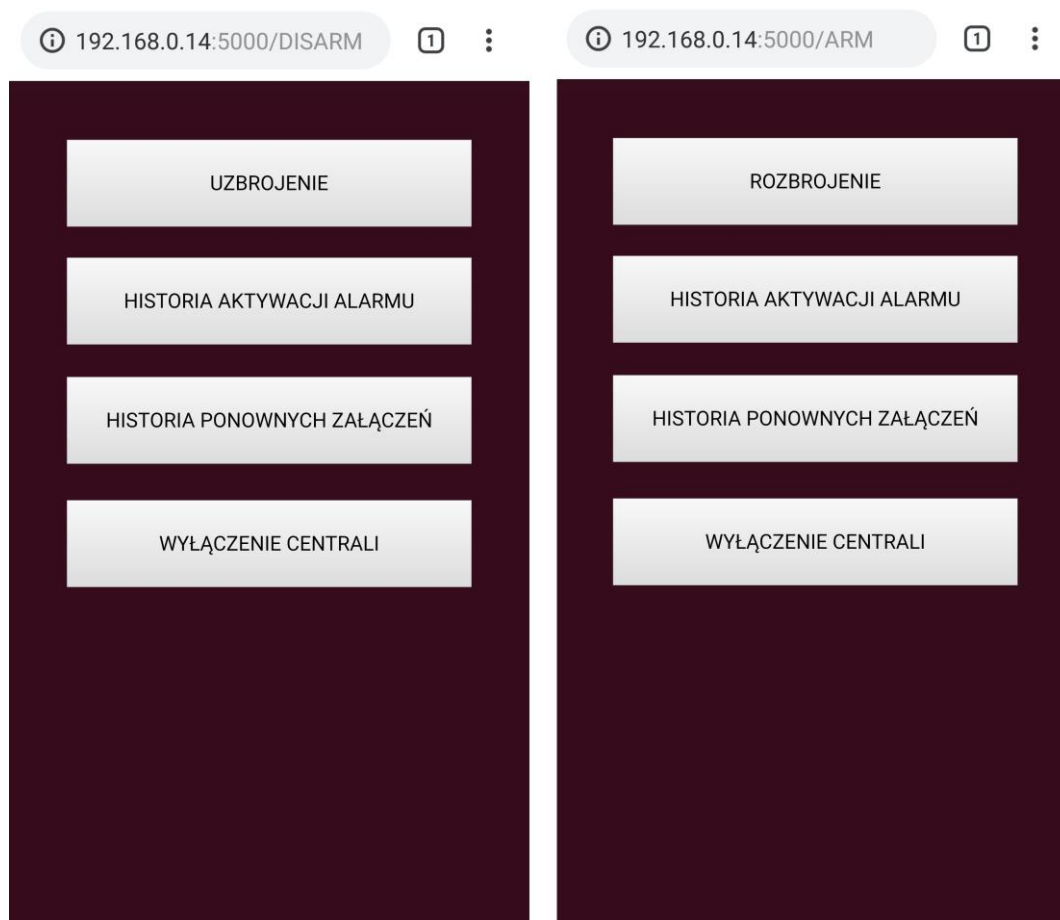 192.168.0.14:5000/DISARM
1
UZBROJENIE
HISTORIA AKTYWACJI ALARMU
HISTORIA PONOWNYCH ZAŁĄCZEŃ
WYŁĄCZENIE CENTRALI
192.168.0.14:5000/ARM
1
ROZBROJENIE
HISTORIA AKTYWACJI ALARMU
HISTORIA PONOWNYCH ZAŁĄCZEŃ
WYŁĄCZENIE CENTRALI